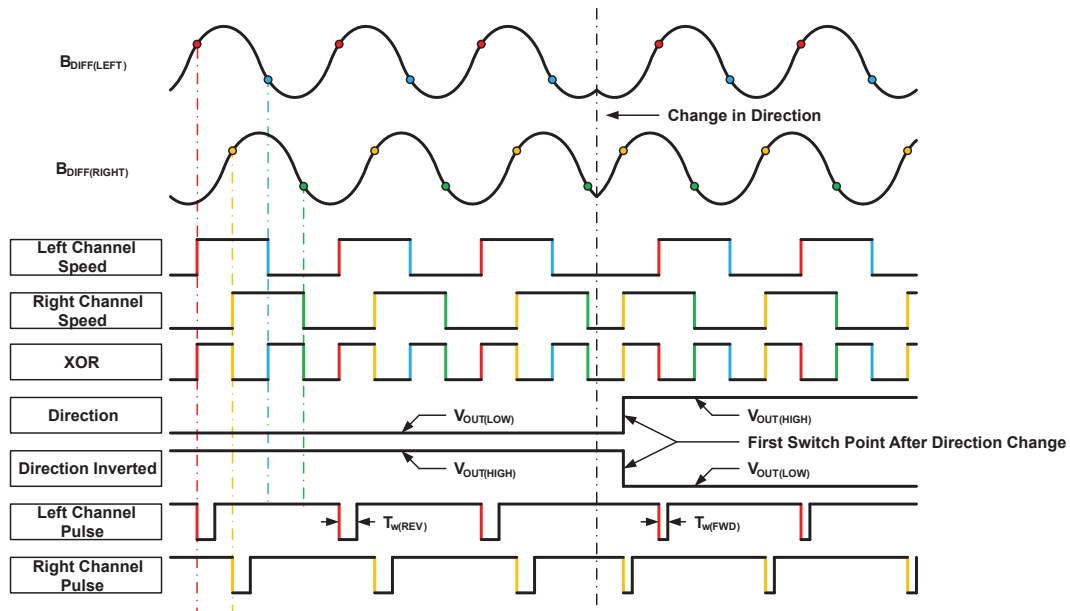 BDIFF(LEFT)
Change in Direction
BDIFF(RIGHT)
Left Channel
Speed
Right Channel
Speed
XOR
Direction
VOUT(LOW)
VOUT(HIGH)
First Switch Point After Direction Change
Direction Inverted
VOUT(HIGH)
VOUT(LOW)
Left Channel
Pulse
Tw(REV)
Tw(FWD)
Right Channel
Pulse